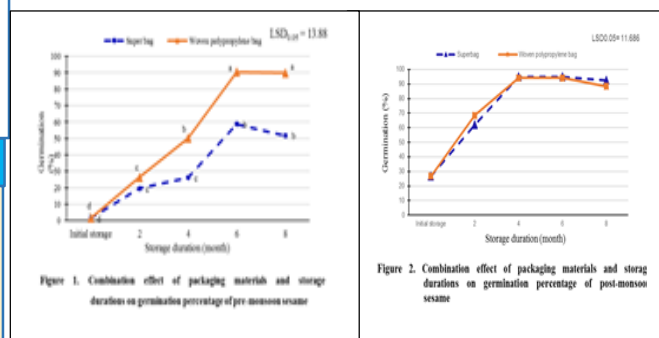 LSD0.05 = 13.88
Super bag
Woven polypropylene bag
100
90
80
70
60
50
40
30
20
10
0
Germination (%)
a
a
b
b
b
c
c
c
d
d
Initial storage
2
4
6
8
Storage duration (month)
Figure 1. Combination effect of packaging materials and storage
durations on germination percentage of pre-monsoon sesame
LSD0.05= 11.686
Superbag
Woven polypropylene bag
100
90
80
70
60
50
40
30
20
10
0
Germination (%)
Initial storage
2
4
6
8
Storage duration (month)
Figure 2. Combination effect of packaging materials and storag
durations on germination percentage of post-monsoo
sesame